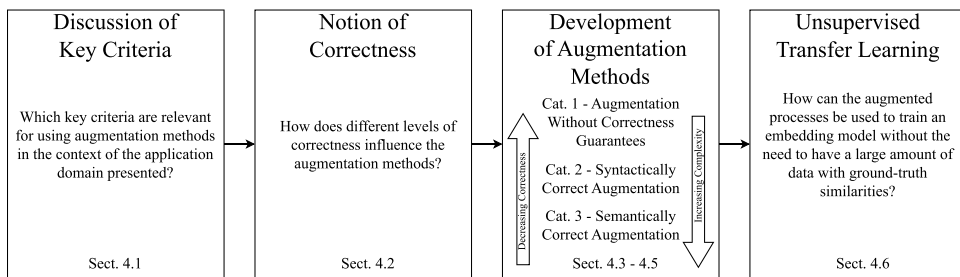 Discussion of
Key Criteria
Which key criteria are relevant
for using augmentation methods
in the context of the application
domain presented?
Sect. 4.1
Notion of
Correctness
How does different levels of
correctness influence the
augmentation methods?
Sect. 4.2
Development
of Augmentation
Methods
Decreasing Correctness
Cat. 1 - Augmentation
Without Correctness
Guarantees
Cat. 2 - Syntactically
Correct Augmentation
Cat. 3 - Semantically
Correct Augmentation
Increasing Complexity
Sect. 4.3 - 4.5
Unsupervised
Transfer Learning
How can the augmented
processes be used to train an
embedding model without the
need to have a large amount of
data with ground-truth
similarities?
Sect. 4.6